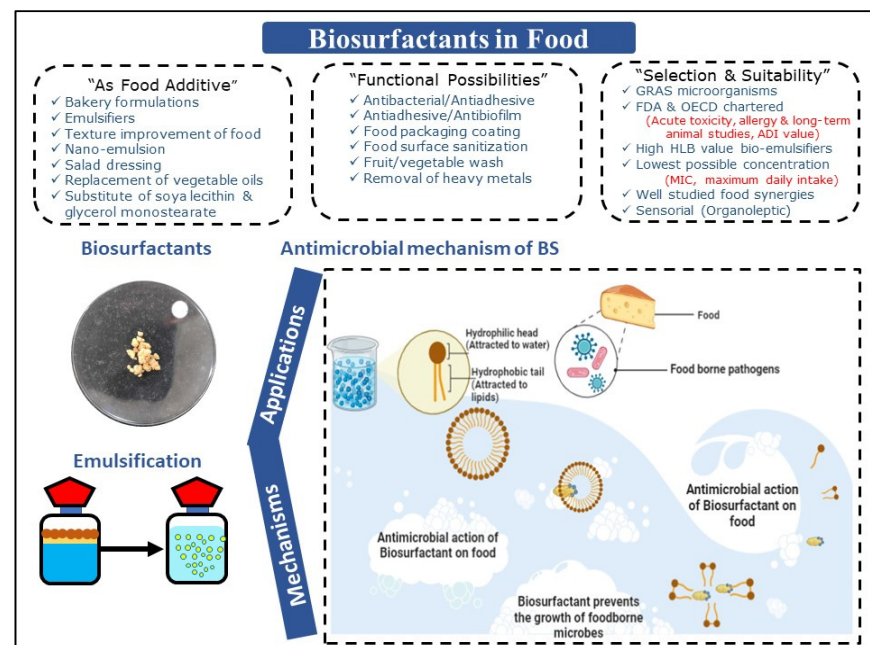 Biosurfactants in Food
"As Food Additive"
✓ Bakery formulations
✓ Emulsifiers
✓ Texture improvement of food
✓ Nano-emulsion
✓ Salad dressing
✓ Replacement of vegetable oils
✓ Substitute of soya lecithin &
glycerol monostearate
"Functional Possibilities"
✓ Antibacterial/Antiadhesive
✓ Antiadhesive/Antibiofilm
✓ Food packaging coating
✓ Food surface sanitization
✓ Fruit/vegetable wash
✓ Removal of heavy metals
"Selection & Suitability"
✓ GRAS microorganisms
✓ FDA & OECD chartered
(Acute toxicity, allergy & long-term
animal studies, ADI value)
✓ High HLB value bio-emulsifiers
✓ Lowest possible concentration
(MIC, maximum daily intake)
✓ Well studied food synergies
✓ Sensorial (Organoleptic)
Biosurfactants
Emulsification
Applications
Mechanisms
Antimicrobial mechanism of BS
Hydrophilic head
(Attracted to water)
Hydrophobic tail
(Attracted to
lipids)
Food
Food borne pathogens
Antimicrobial action of
Biosurfactant on food
Antimicrobial action
of Biosurfactant on
food
Biosurfactant prevents
the growth of foodborne
microbes